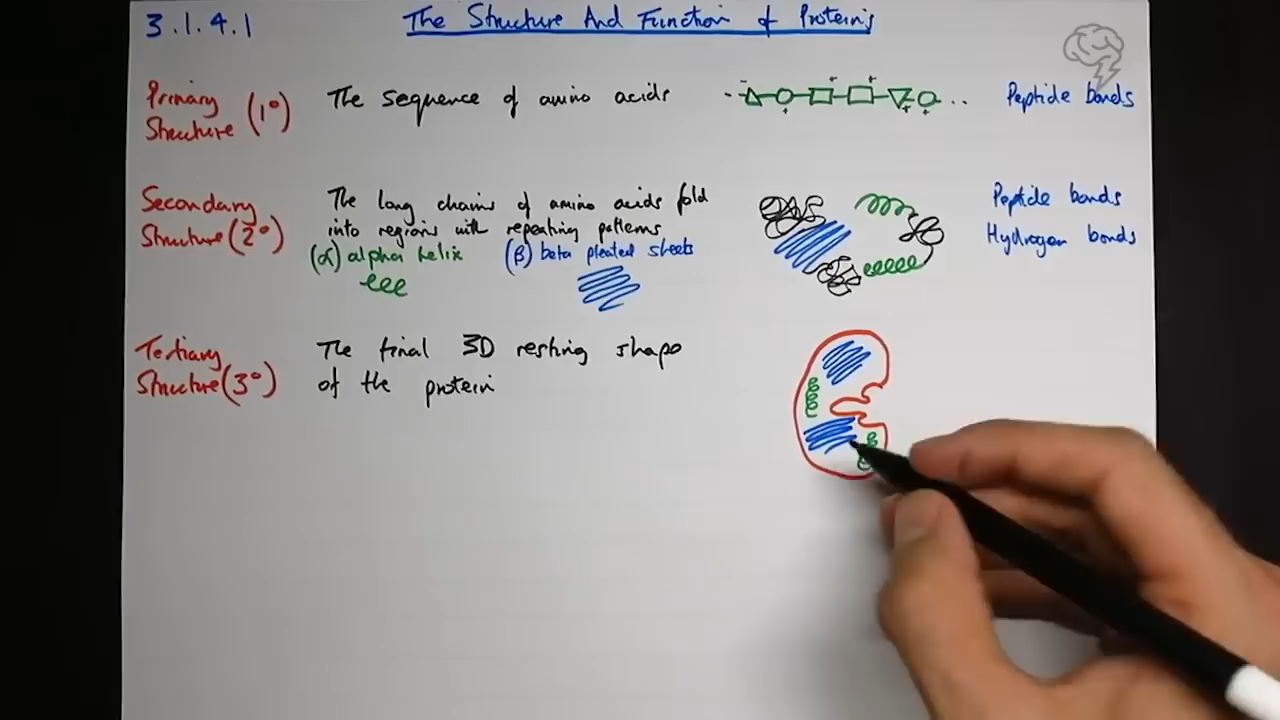 3.1.4.1
The Structure And Function of Proteins
Primary
Structure (1°)
The sequence of amino acids
Peptide bonds
Secondary
Structure (2°)
The long chains of amino acids fold
into regions with repeating patterns
(α) alpha helix
(β) beta pleated sheets
Peptide bonds
Hydrogen bonds
Tertiary
Structure (3°)
The final 3D resting shape
of the protein